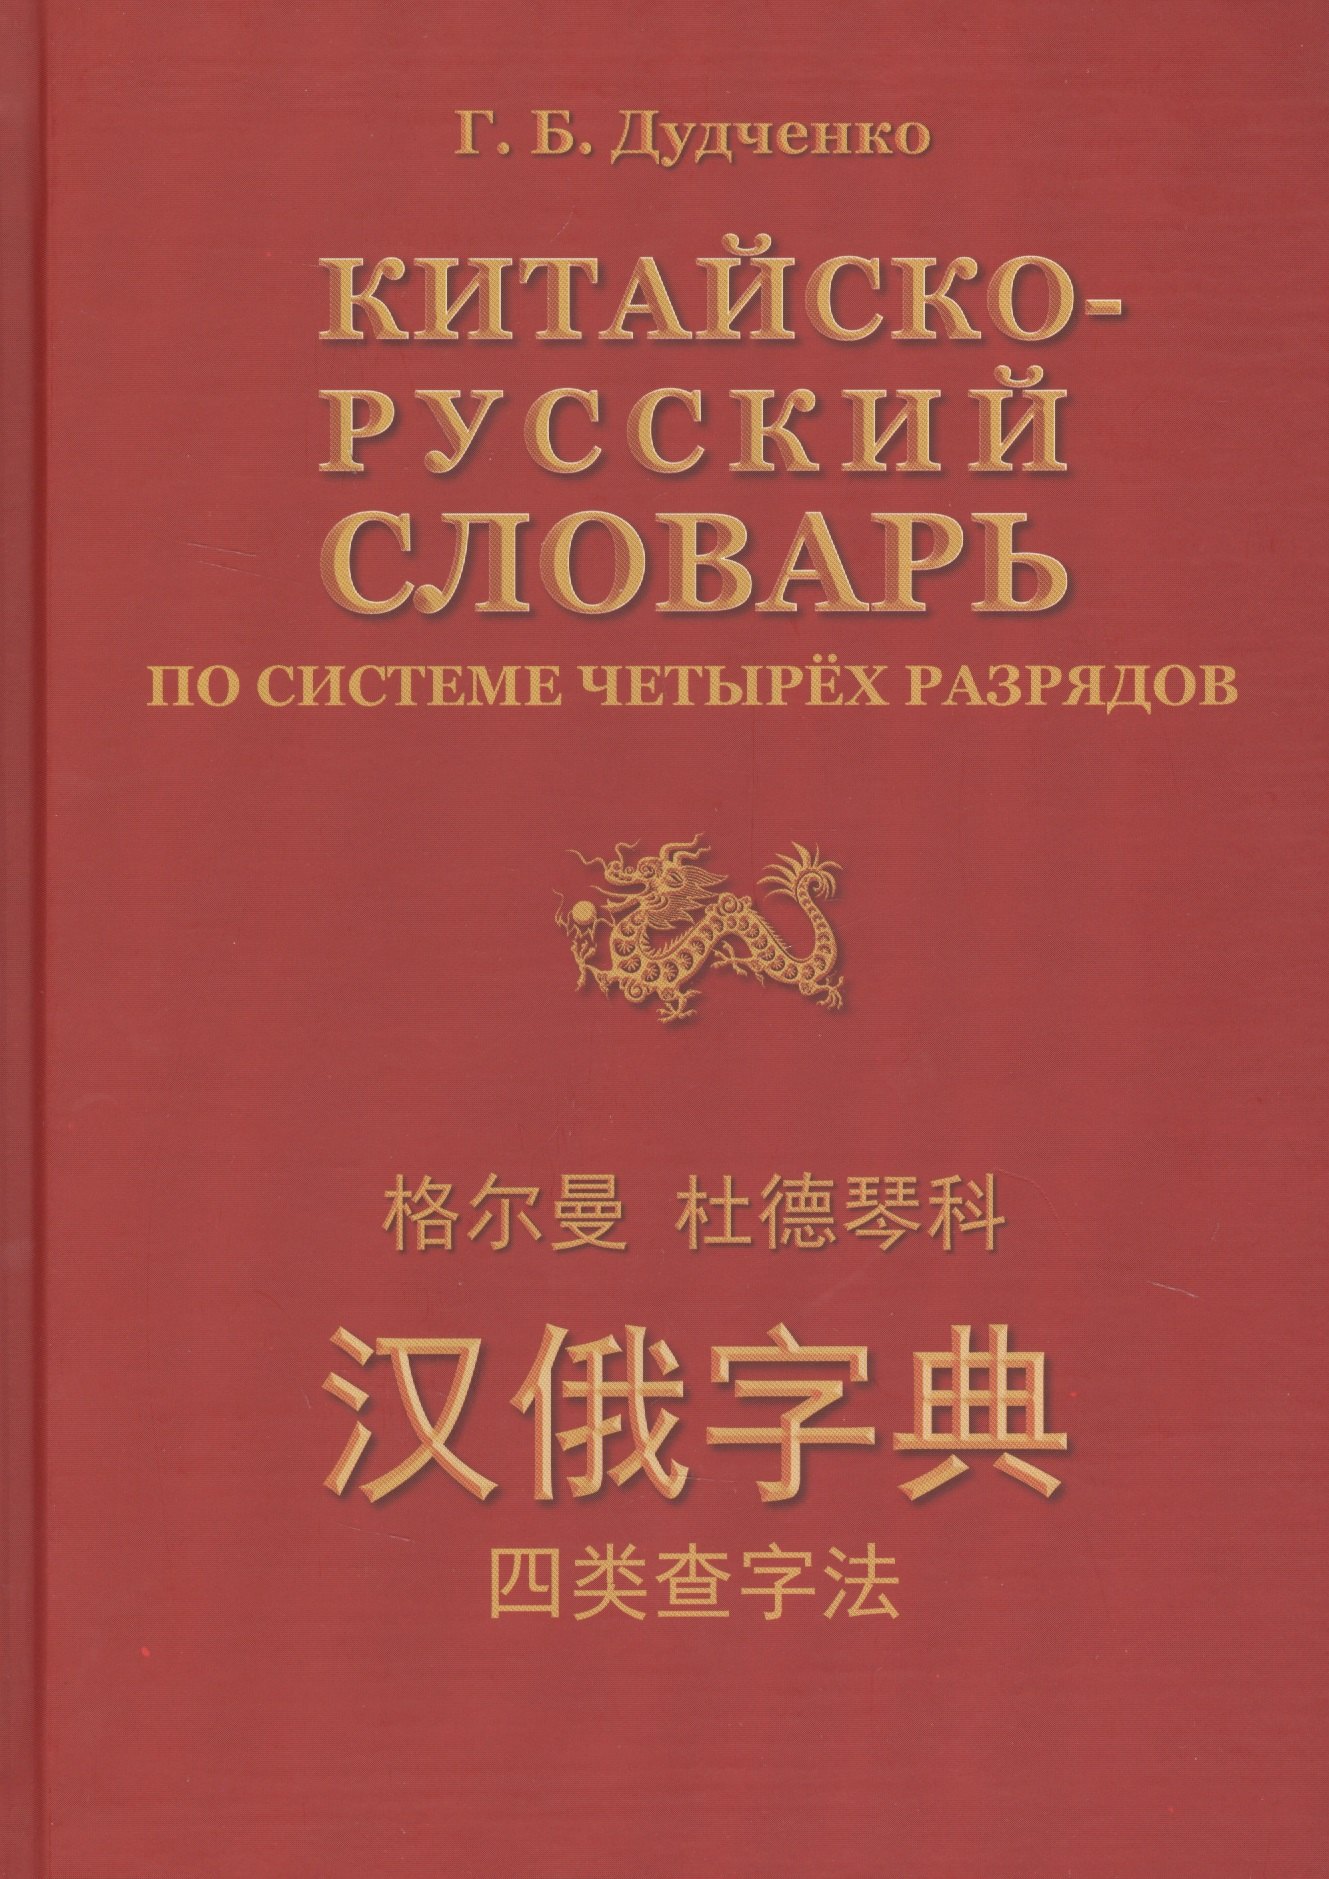 Г. Б. Дудченко
КИТАЙСКО-
РУССКИЙ
СЛОВАРЬ
ПО СИСТЕМЕ ЧЕТЫРЁХ РАЗРЯДОВ
格尔曼 杜德琴科
汉俄字典
四类查字法